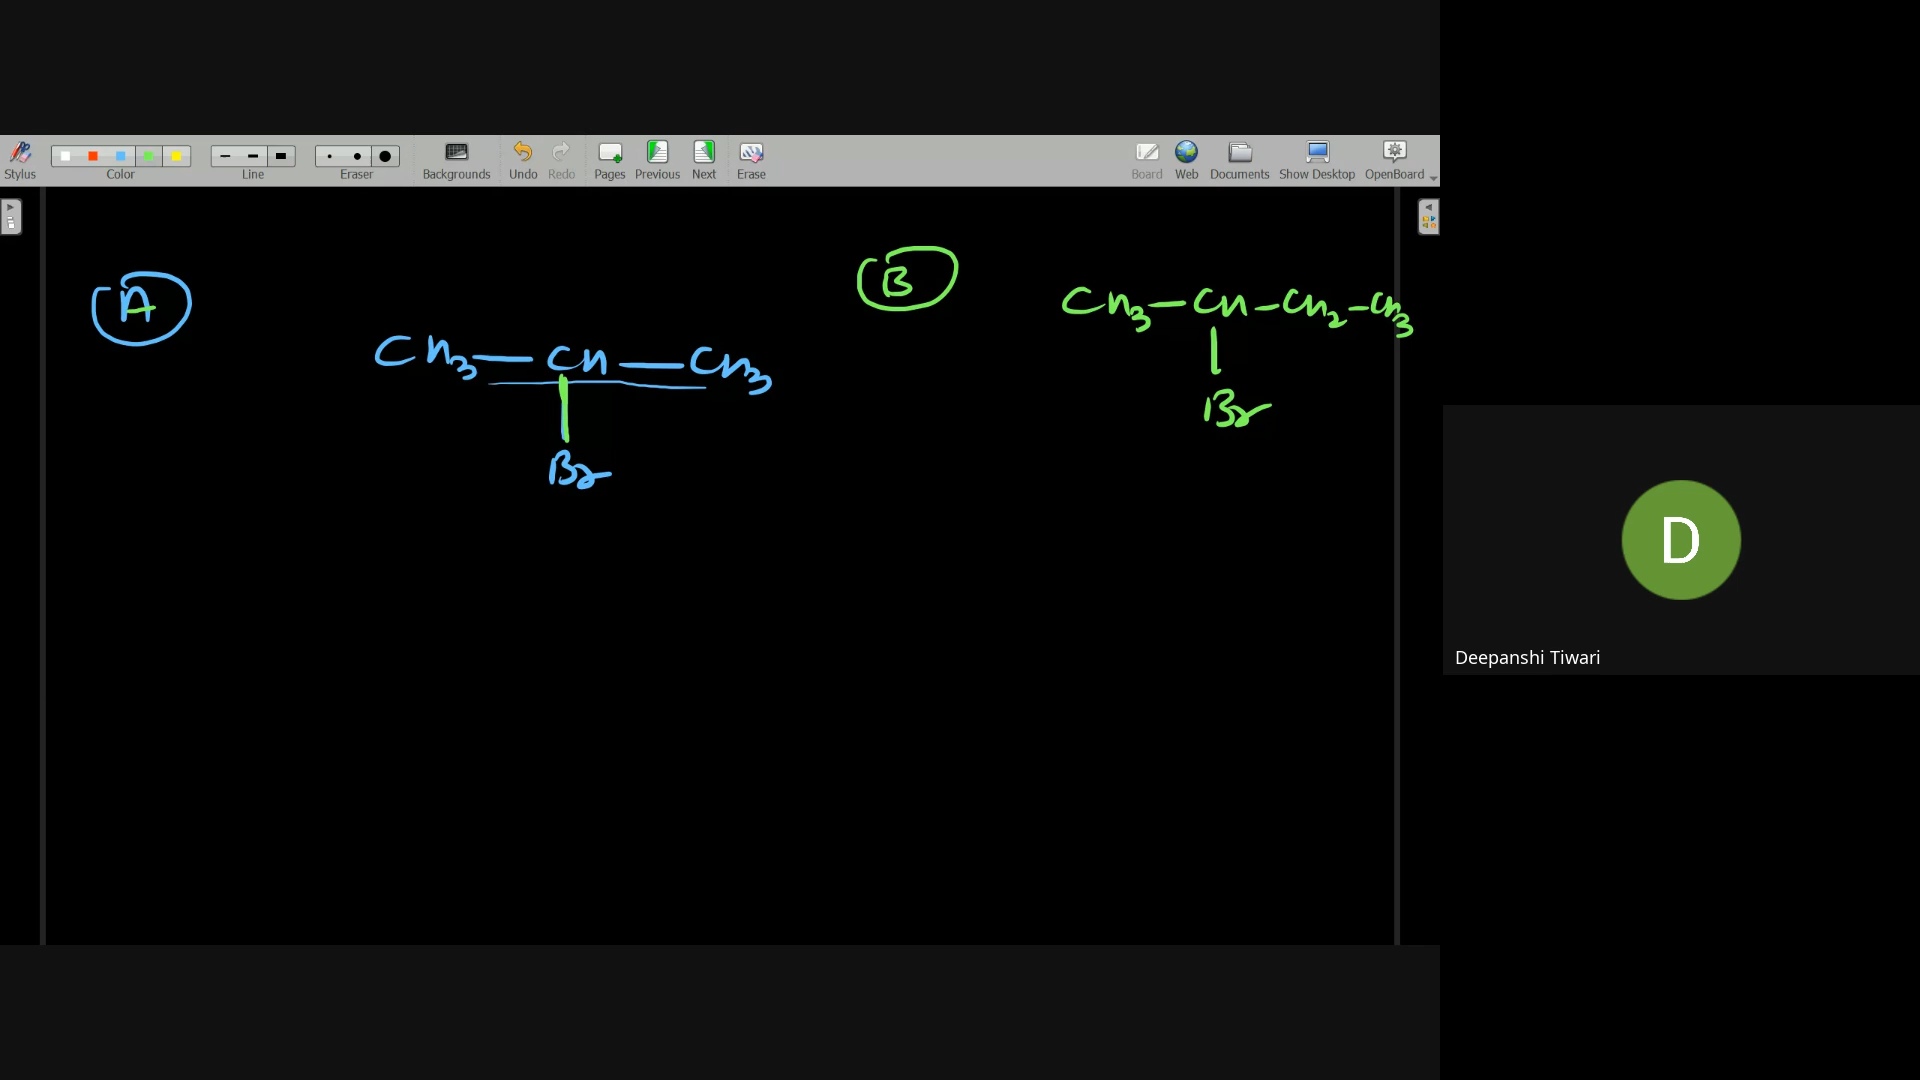 Stylus Color Line Eraser Backgrounds Undo Redo Pages Previous Next Erase Board Web Documents Show Desktop OpenBoard
A
CH3—CH—CH3
Br
B
CH3—CH—CH2—CH3
Br
D
Deepanshi Tiwari